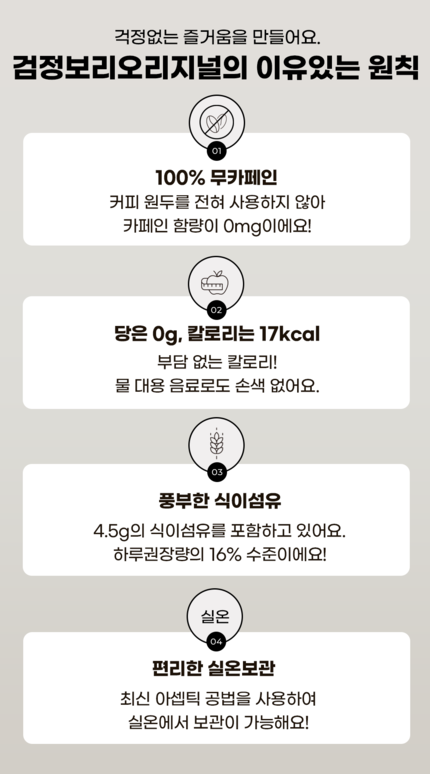 걱정없는 즐거움을 만들어요.
검정보리오리지널의 이유있는 원칙
01
100% 무카페인
커피 원두를 전혀 사용하지 않아
카페인 함량이 0mg이에요!
02
당은 0g, 칼로리는 17kcal
부담 없는 칼로리!
물 대용 음료로도 손색 없어요.
03
풍부한 식이섬유
4.5g의 식이섬유를 포함하고 있어요.
하루권장량의 16% 수준이에요!
실온
04
편리한 실온보관
최신 아셉틱 공법을 사용하여
실온에서 보관이 가능해요!